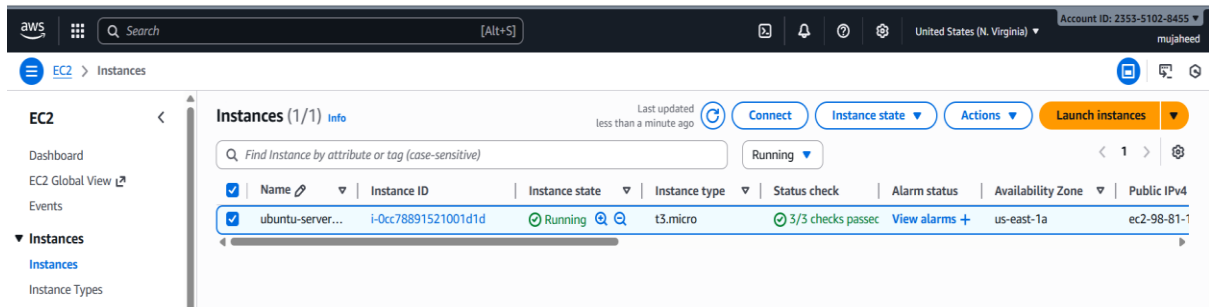 aws
Search [Alt+S]
United States (N. Virginia)
Account ID: 2353-5102-8455
mujaheed
EC2 > Instances
EC2
Dashboard
EC2 Global View
Events
Instances
Instances
Instance Types
Instances (1/1) Info
Last updated
less than a minute ago
Connect
Instance state
Actions
Launch instances
Find Instance by attribute or tag (case-sensitive)
Running
1
Name Instance ID Instance state Instance type Status check Alarm status Availability Zone Public IPv4
ubuntu-server... i-0cc78891521001d1d Running t3.micro 3/3 checks passec View alarms + us-east-1a ec2-98-81-1